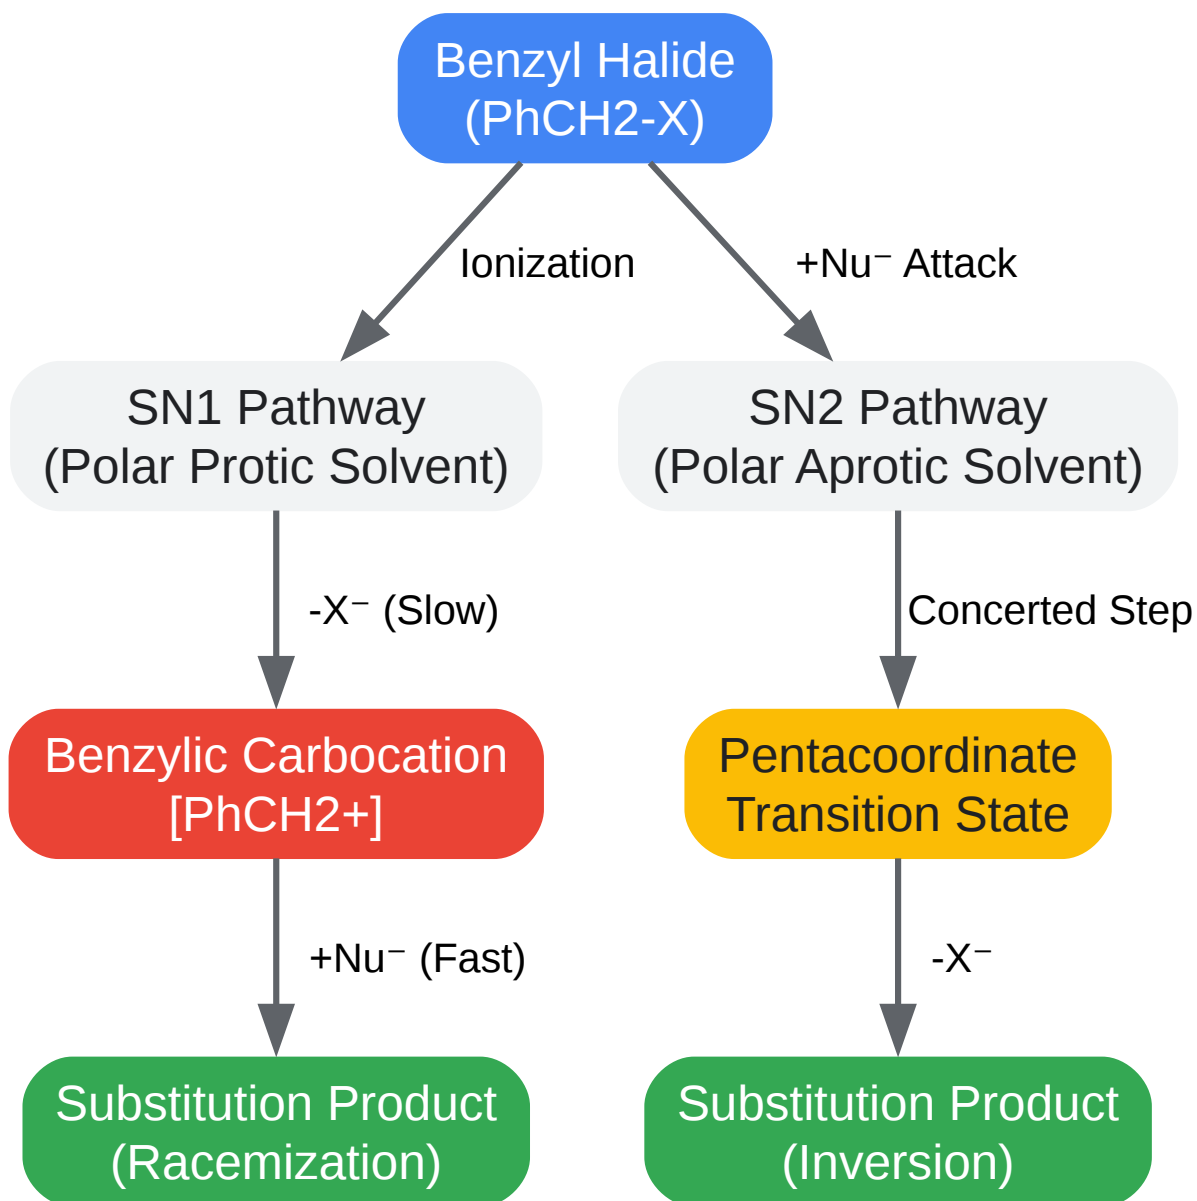 Benzyl Halide
(PhCH2-X)
Ionization
+Nu⁻ Attack
SN1 Pathway
(Polar Protic Solvent)
SN2 Pathway
(Polar Aprotic Solvent)
-X⁻ (Slow)
Concerted Step
Benzylic Carbocation
[PhCH2+]
Pentacoordinate
Transition State
+Nu⁻ (Fast)
-X⁻
Substitution Product
(Racemization)
Substitution Product
(Inversion)